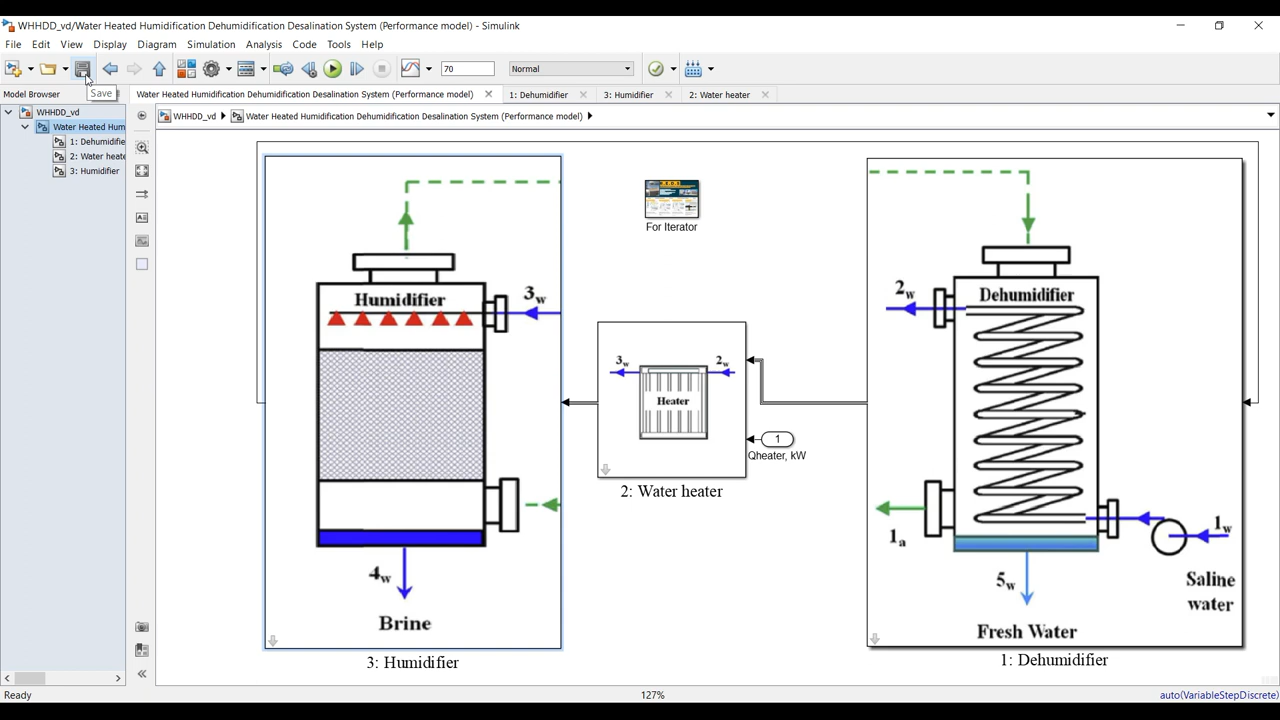 WHHDD_vd/Water Heated Humidification Dehumidification Desalination System (Performance model) - Simulink
File Edit View Display Diagram Simulation Analysis Code Tools Help
70 Normal
Save
Model Browser
Water Heated Humidification Dehumidification Desalination System (Performance model) 1: Dehumidifier 3: Humidifier 2: Water heater
WHHDD_vd
Water Heated Hum
1: Dehumidifie
2: Water heate
3: Humidifier
WHHDD_vd Water Heated Humidification Dehumidification Desalination System (Performance model)
For Iterator
Humidifier
3w
4w
Brine
3: Humidifier
3w 2w
Heater
1
Qheater, kW
2: Water heater
2w
Dehumidifier
1a
1w
5w
Saline
water
Fresh Water
1: Dehumidifier
Ready 127% auto(VariableStepDiscrete)